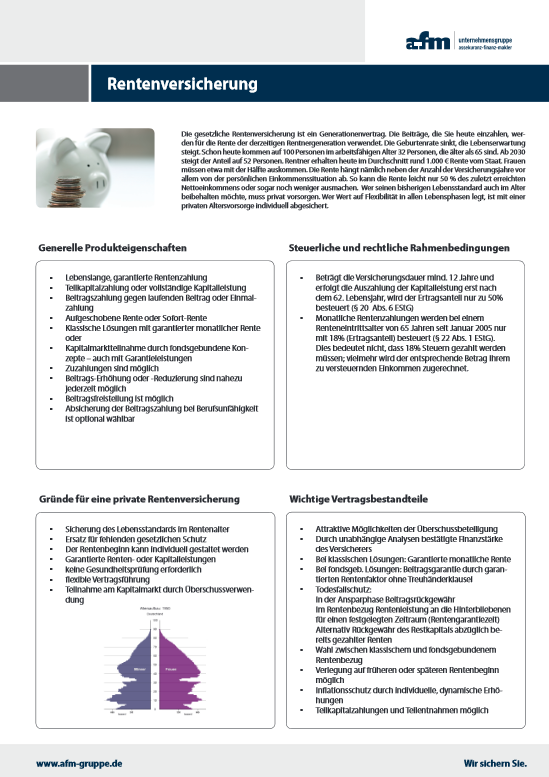 afm
unternehmensgruppe
assekuranz-finanz-makler
Rentenversicherung
Die gesetzliche Rentenversicherung ist ein Generationenvertrag. Die Beiträge, die Sie heute einzahlen, wer-
den für die Rente der derzeitigen Rentnergeneration verwendet. Die Geburtenrate sinkt, die Lebenserwartung
steigt. Schon heute kommen auf 100 Personen im arbeitsfähigen Alter 32 Personen, die älter als 65 sind. Ab 2030
steigt der Anteil auf 52 Personen. Rentner erhalten heute im Durchschnitt rund 1.000 € Rente vom Staat. Frauen
müssen etwa mit der Hälfte auskommen. Die Rente hängt nämlich neben der Anzahl der Versicherungsjahre vor
allem von der persönlichen Einkommenssituation ab. So kann die Rente leicht nur 50 % des zuletzt erreichten
Nettoeinkommens oder sogar noch weniger ausmachen. Wer seinen bisherigen Lebensstandard auch im Alter
beibehalten möchte, muss privat vorsorgen. Wer Wert auf Flexibilität in allen Lebensphasen legt, ist mit einer
privaten Altersvorsorge individuell abgesichert.
Generelle Produkteigenschaften
• Lebenslange, garantierte Rentenzahlung
• Teilkapitalzahlung oder vollständige Kapitalleistung
• Beitragszahlung gegen laufenden Beitrag oder Einmal-
zahlung
• Aufgeschobene Rente oder Sofort-Rente
• Klassische Lösungen mit garantierter monatlicher Rente
oder
• Kapitalmarktteilnahme durch fondsgebundene Kon-
zepte – auch mit Garantieleistungen
• Zuzahlungen sind möglich
• Beitrags-Erhöhung oder -Reduzierung sind nahezu
jederzeit möglich
• Beitragsfreistellung ist möglich
• Absicherung der Beitragszahlung bei Berufsunfähigkeit
ist optional wählbar
Steuerliche und rechtliche Rahmenbedingungen
• Beträgt die Versicherungsdauer mind. 12 Jahre und
erfolgt die Auszahlung der Kapitalleistung erst nach
dem 62. Lebensjahr, wird der Ertragsanteil nur zu 50%
besteuert (§ 20 Abs. 6 EStG)
• Monatliche Rentenzahlungen werden bei einem
Renteneintrittsalter von 65 Jahren seit Januar 2005 nur
mit 18% (Ertragsanteil) besteuert (§ 22 Abs. 1 EStG).
Dies bedeutet nicht, dass 18% Steuern gezahlt werden
müssen; vielmehr wird der entsprechende Betrag Ihrem
zu versteuernden Einkommen zugerechnet.
Gründe für eine private Rentenversicherung
• Sicherung des Lebensstandards im Rentenalter
• Ersatz für fehlenden gesetzlichen Schutz
• Der Rentenbeginn kann individuell gestaltet werden
• Garantierte Renten- oder Kapitalleistungen
• keine Gesundheitsprüfung erforderlich
• flexible Vertragsführung
• Teilnahme am Kapitalmarkt durch Überschussverwen-
dung
Männer
Frauen
Wichtige Vertragsbestandteile
• Attraktive Möglichkeiten der Überschussbeteiligung
• Durch unabhängige Analysen bestätigte Finanzstärke
des Versicherers
• Bei klassischen Lösungen: Garantierte monatliche Rente
• Bei fondsgeb. Lösungen: Beitragsgarantie durch garan-
tierten Rentenfaktor ohne Treuhänderklausel
• Todesfallschutz:
In der Ansparphase Beitragsrückgewähr
Im Rentenbezug Rentenleistung an die Hinterbliebenen
für einen festgelegten Zeitraum (Rentengarantiezeit)
Alternativ Rückgewähr des Restkapitals abzüglich be-
reits gezahlter Renten
• Wahl zwischen klassischem und fondsgebundenem
Rentenbezug
• Verlegung auf früheren oder späteren Rentenbeginn
möglich
• Inflationsschutz durch individuelle, dynamische Erhö-
hungen
• Teilkapitalzahlungen und Teilentnahmen möglich
www.afm-gruppe.de
Wir sichern Sie.